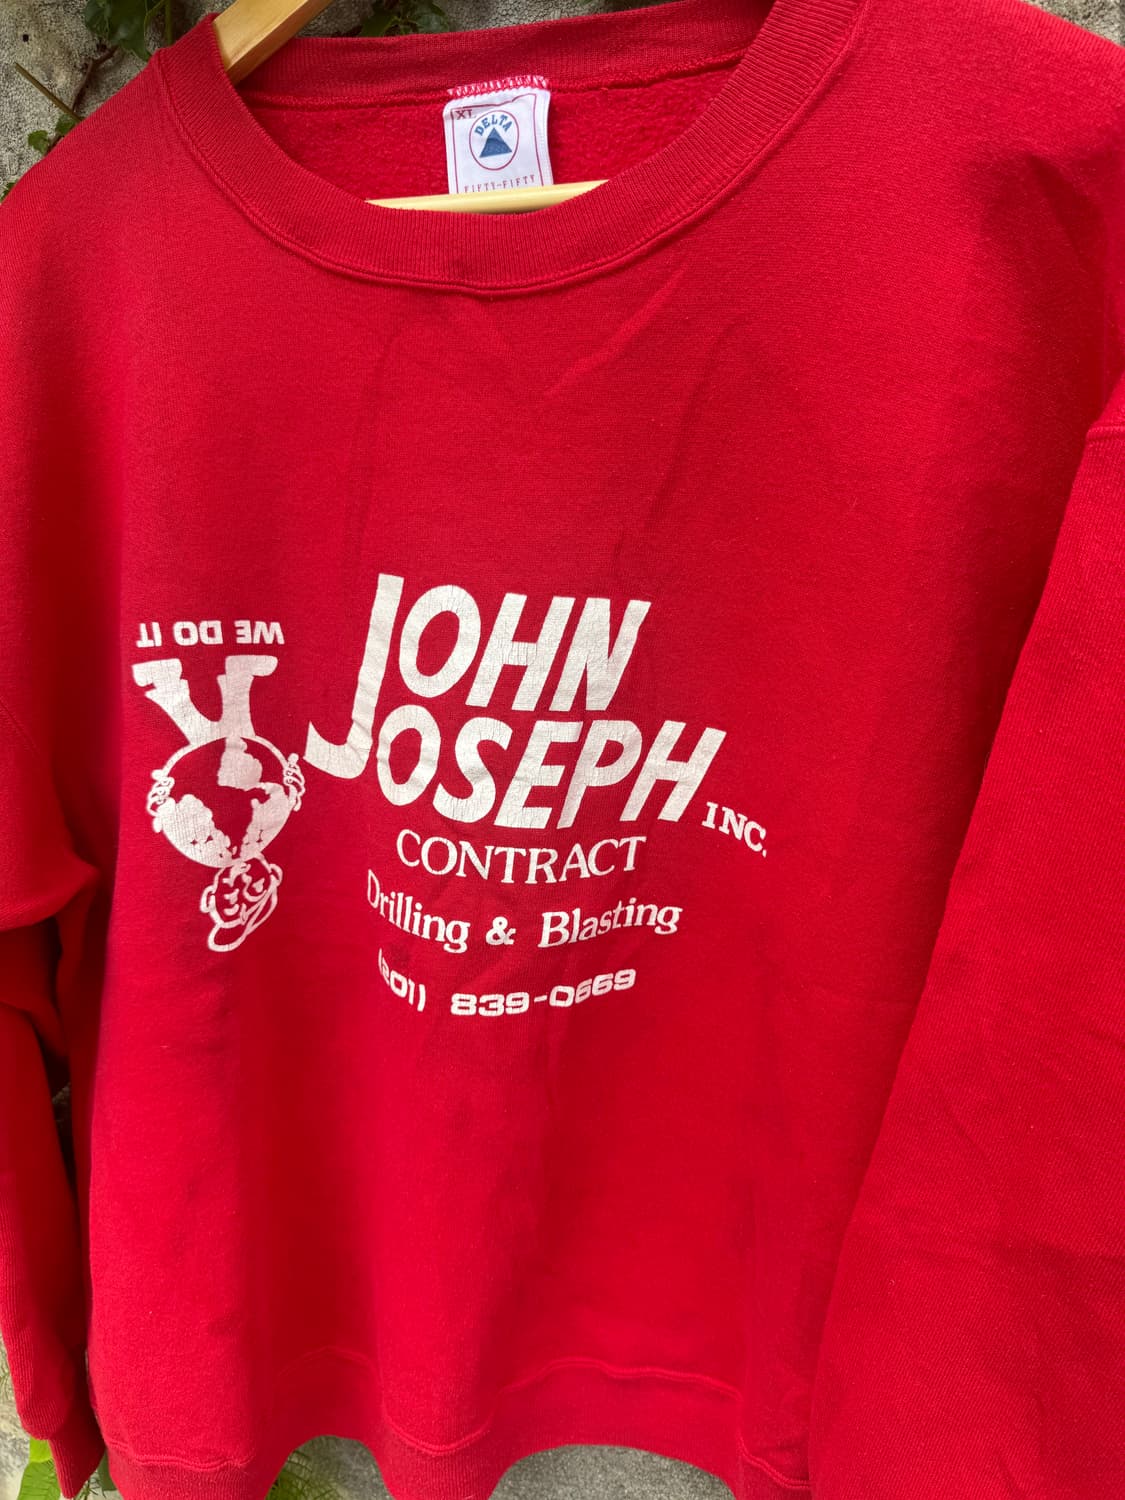 XL
DELTA
FIFTY-FIFTY
WE DO IT
JOHN
JOSEPH INC.
CONTRACT
Drilling & Blasting
(201) 839-0669